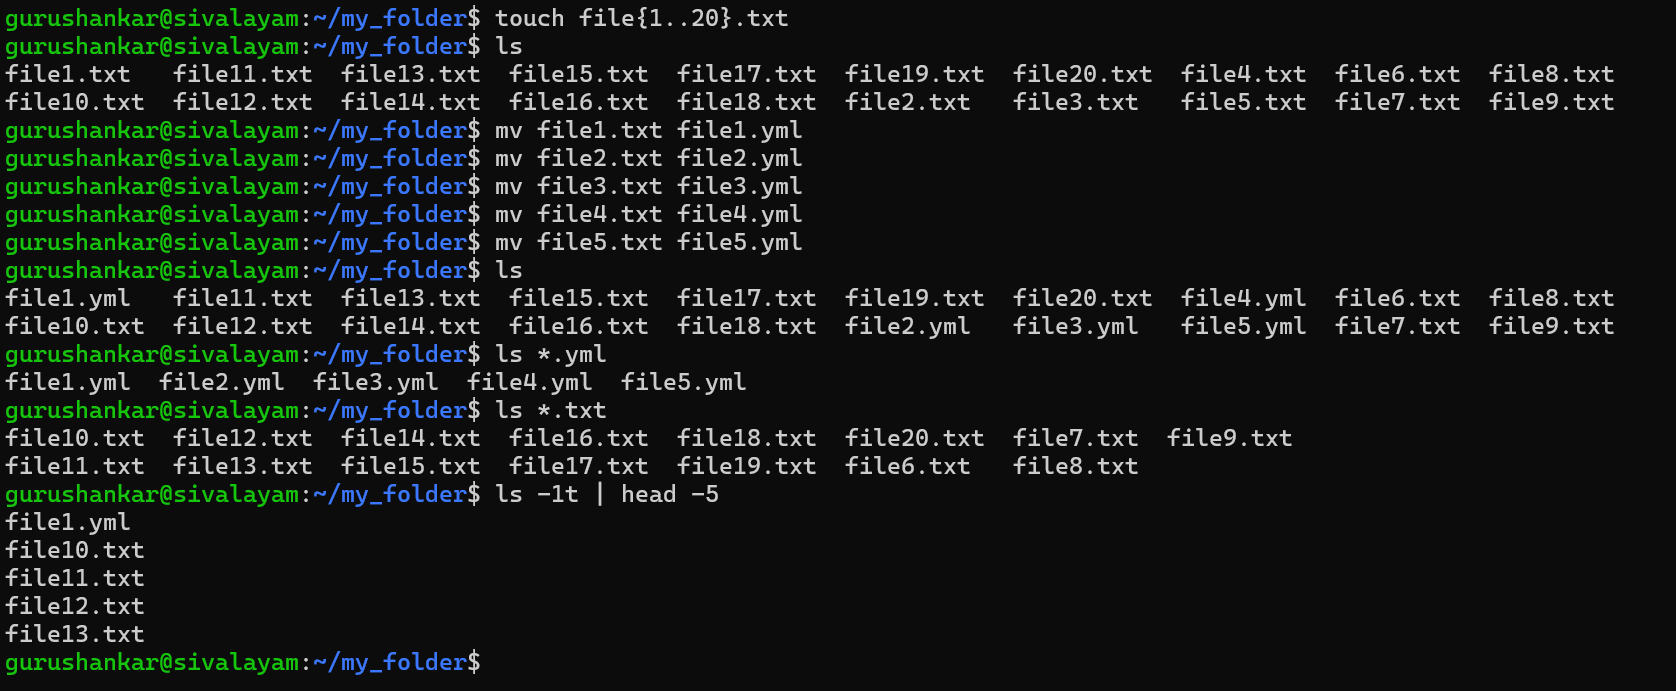 gurushankar@sivalayam:~/my_folder$ touch file{1..20}.txt
gurushankar@sivalayam:~/my_folder$ ls
file1.txt   file11.txt  file13.txt  file15.txt  file17.txt  file19.txt  file20.txt  file4.txt  file6.txt  file8.txt
file10.txt  file12.txt  file14.txt  file16.txt  file18.txt  file2.txt   file3.txt   file5.txt  file7.txt  file9.txt
gurushankar@sivalayam:~/my_folder$ mv file1.txt file1.yml
gurushankar@sivalayam:~/my_folder$ mv file2.txt file2.yml
gurushankar@sivalayam:~/my_folder$ mv file3.txt file3.yml
gurushankar@sivalayam:~/my_folder$ mv file4.txt file4.yml
gurushankar@sivalayam:~/my_folder$ mv file5.txt file5.yml
gurushankar@sivalayam:~/my_folder$ ls
file1.yml   file11.txt  file13.txt  file15.txt  file17.txt  file19.txt  file20.txt  file4.yml  file6.txt  file8.txt
file10.txt  file12.txt  file14.txt  file16.txt  file18.txt  file2.yml   file3.yml   file5.yml  file7.txt  file9.txt
gurushankar@sivalayam:~/my_folder$ ls *.yml
file1.yml  file2.yml  file3.yml  file4.yml  file5.yml
gurushankar@sivalayam:~/my_folder$ ls *.txt
file10.txt  file12.txt  file14.txt  file16.txt  file18.txt  file20.txt  file7.txt  file9.txt
file11.txt  file13.txt  file15.txt  file17.txt  file19.txt  file6.txt   file8.txt
gurushankar@sivalayam:~/my_folder$ ls -1t | head -5
file1.yml
file10.txt
file11.txt
file12.txt
file13.txt
gurushankar@sivalayam:~/my_folder$